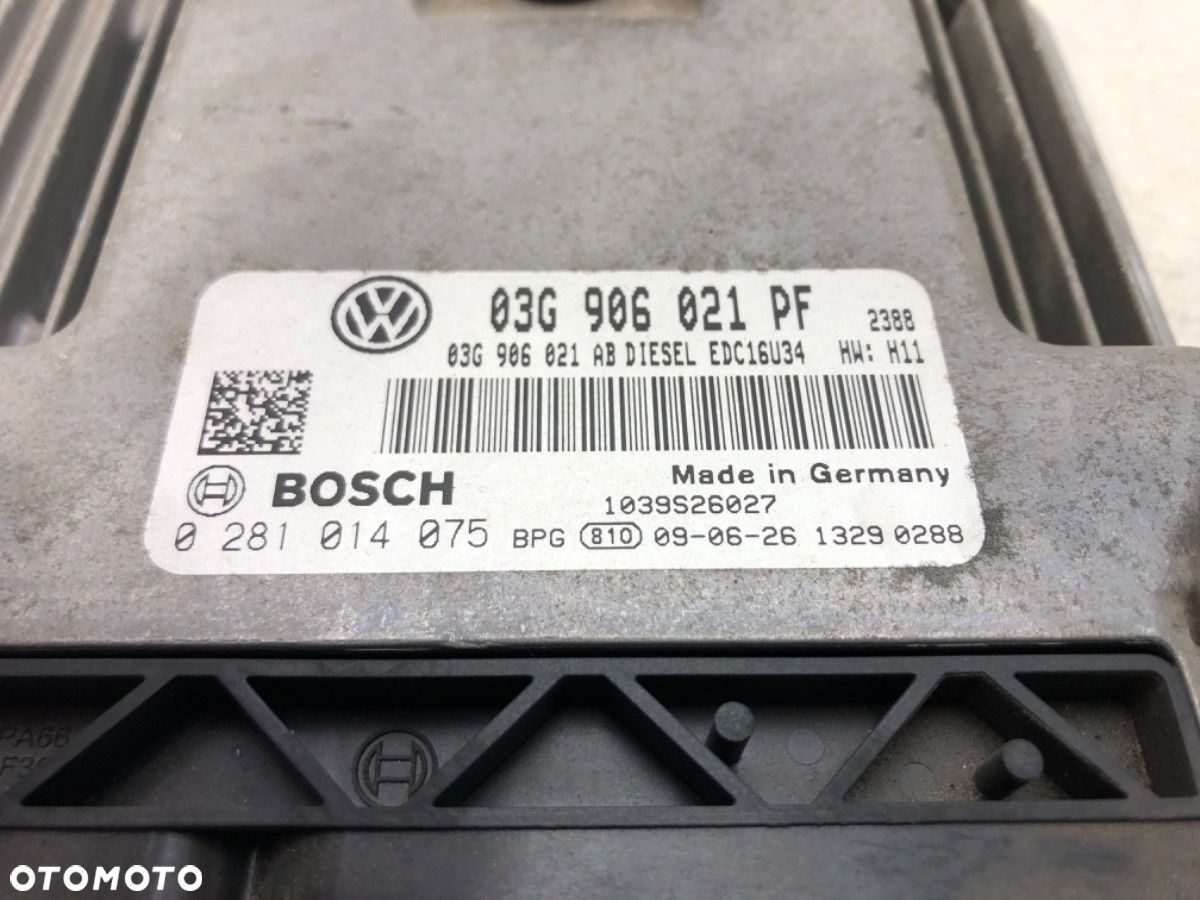 03G 906 021 PF 2388
03G 906 021 AB DIESEL EDC16U34 HW: H11
BOSCH Made in Germany
1039S26027
0 281 014 075 BPG 810 09-06-26 1329 0288
PA66
OTOMOTO